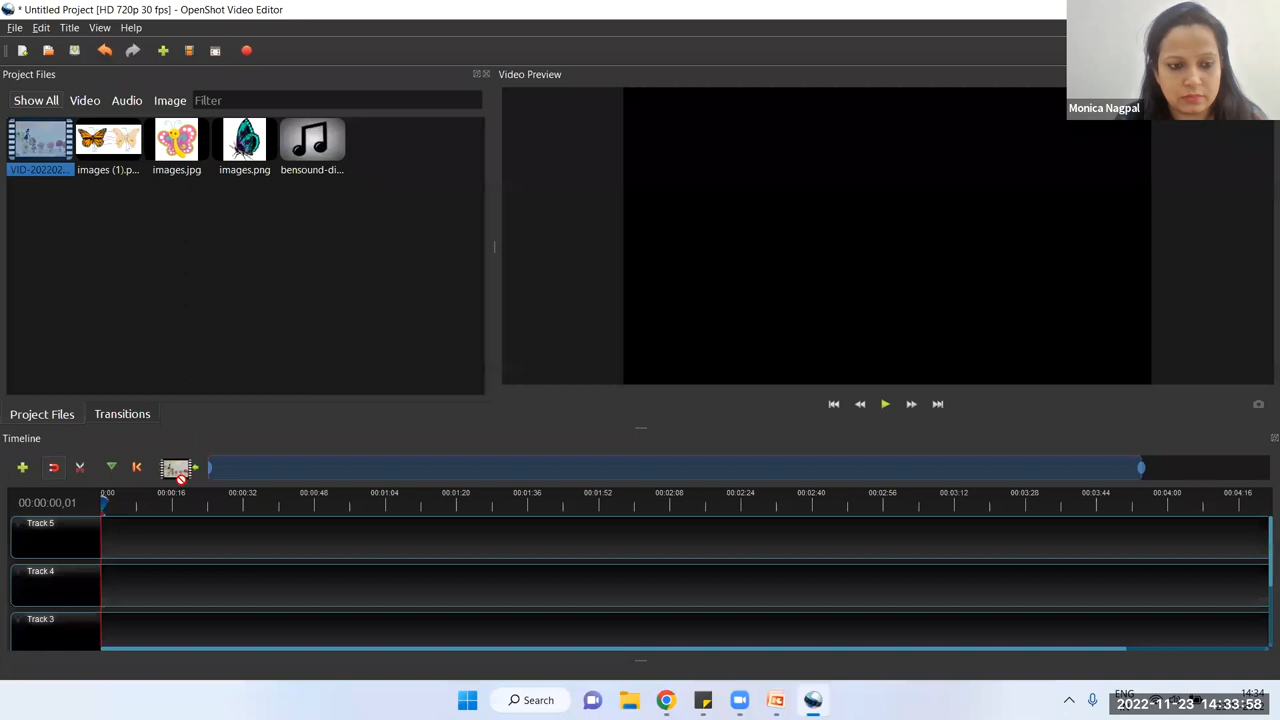 * Untitled Project [HD 720p 30 fps] - OpenShot Video Editor
File Edit Title View Help
Project Files
Video Preview
Monica Nagpal
Show All Video Audio Image Filter
VID-202202... images (1).p... images.jpg images.png bensound-di...
Project Files Transitions
Timeline
00:00:00,01
0:00 00:00:16 00:00:32 00:00:48 00:01:04 00:01:20 00:01:36 00:01:52 00:02:08 00:02:24 00:02:40 00:02:56 00:03:12 00:03:28 00:03:44 00:04:00 00:04:16
Track 5
Track 4
Track 3
Search
ENG
14:34
2022-11-23 14:33:58